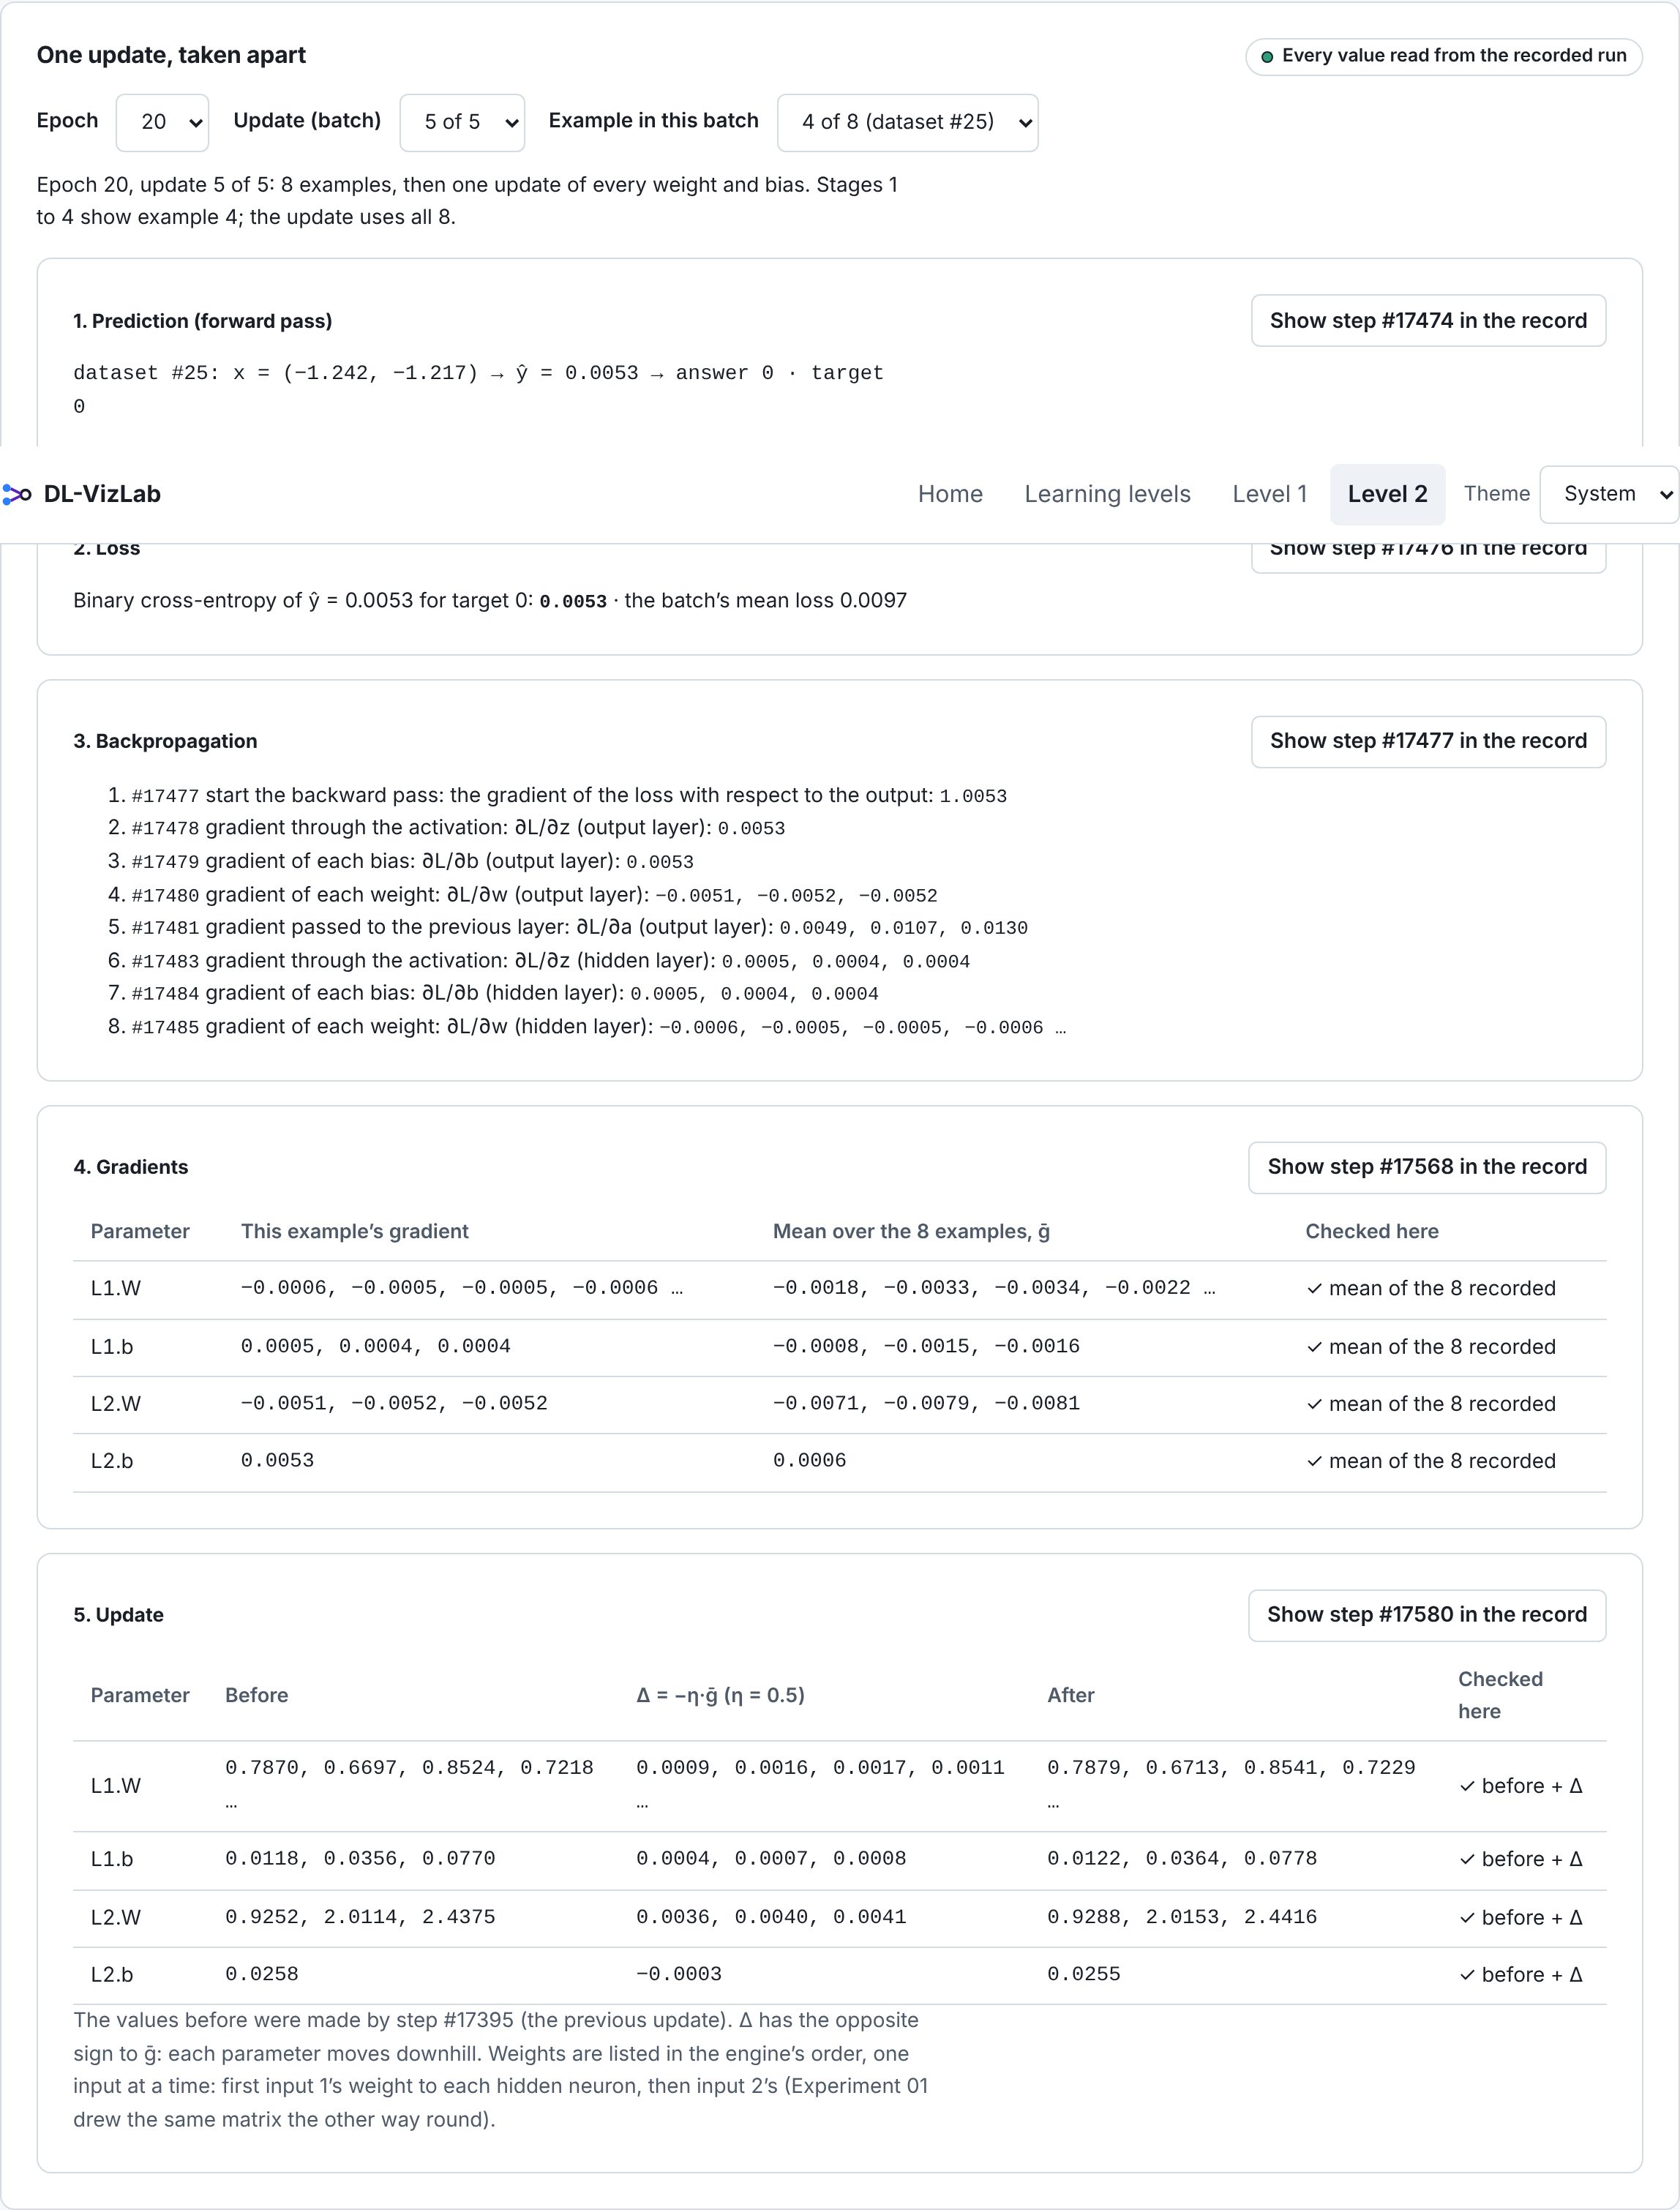 One update, taken apart
Every value read from the recorded run
Epoch 20 Update (batch) 5 of 5 Example in this batch 4 of 8 (dataset #25)
Epoch 20, update 5 of 5: 8 examples, then one update of every weight and bias. Stages 1
to 4 show example 4; the update uses all 8.
1. Prediction (forward pass)
Show step #17474 in the record
dataset #25: x = (−1.242, −1.217) → ŷ = 0.0053 → answer 0 · target
0
DL-VizLab
Home Learning levels Level 1 Level 2 Theme System
2. Loss
Show step #17476 in the record
Binary cross-entropy of ŷ = 0.0053 for target 0: 0.0053 · the batch’s mean loss 0.0097
3. Backpropagation
Show step #17477 in the record
1. #17477 start the backward pass: the gradient of the loss with respect to the output: 1.0053
2. #17478 gradient through the activation: ∂L/∂z (output layer): 0.0053
3. #17479 gradient of each bias: ∂L/∂b (output layer): 0.0053
4. #17480 gradient of each weight: ∂L/∂w (output layer): −0.0051, −0.0052, −0.0052
5. #17481 gradient passed to the previous layer: ∂L/∂a (output layer): 0.0049, 0.0107, 0.0130
6. #17483 gradient through the activation: ∂L/∂z (hidden layer): 0.0005, 0.0004, 0.0004
7. #17484 gradient of each bias: ∂L/∂b (hidden layer): 0.0005, 0.0004, 0.0004
8. #17485 gradient of each weight: ∂L/∂w (hidden layer): −0.0006, −0.0005, −0.0005, −0.0006 …
4. Gradients
Show step #17568 in the record
Parameter This example’s gradient Mean over the 8 examples, ḡ Checked here
L1.W −0.0006, −0.0005, −0.0005, −0.0006 … −0.0018, −0.0033, −0.0034, −0.0022 … ✓ mean of the 8 recorded
L1.b 0.0005, 0.0004, 0.0004 −0.0008, −0.0015, −0.0016 ✓ mean of the 8 recorded
L2.W −0.0051, −0.0052, −0.0052 −0.0071, −0.0079, −0.0081 ✓ mean of the 8 recorded
L2.b 0.0053 0.0006 ✓ mean of the 8 recorded
5. Update
Show step #17580 in the record
Parameter Before Δ = −η·ḡ (η = 0.5) After Checked
here
L1.W 0.7870, 0.6697, 0.8524, 0.7218 … 0.0009, 0.0016, 0.0017, 0.0011 … 0.7879, 0.6713, 0.8541, 0.7229 … ✓ before + Δ
L1.b 0.0118, 0.0356, 0.0770 0.0004, 0.0007, 0.0008 0.0122, 0.0364, 0.0778 ✓ before + Δ
L2.W 0.9252, 2.0114, 2.4375 0.0036, 0.0040, 0.0041 0.9288, 2.0153, 2.4416 ✓ before + Δ
L2.b 0.0258 −0.0003 0.0255 ✓ before + Δ
The values before were made by step #17395 (the previous update). Δ has the opposite
sign to ḡ: each parameter moves downhill. Weights are listed in the engine’s order, one
input at a time: first input 1’s weight to each hidden neuron, then input 2’s (Experiment 01
drew the same matrix the other way round).